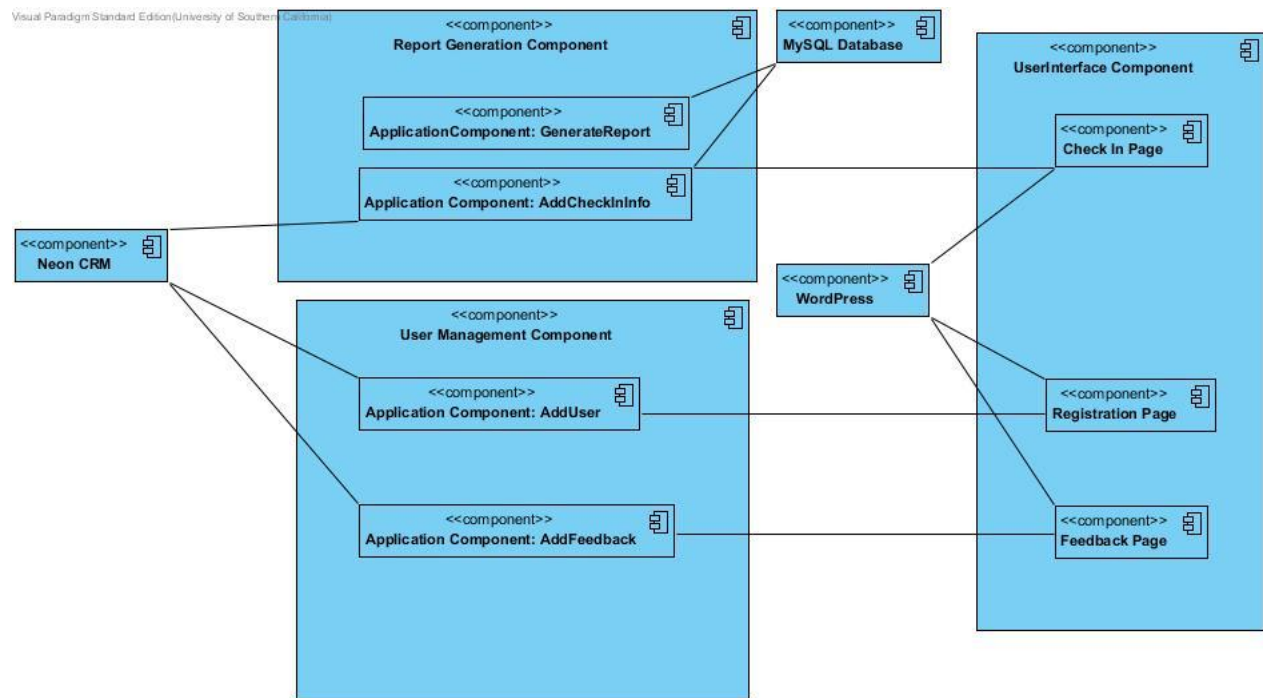 Visual Paradigm Standard Edition(University of Southern California)
<<component>>
Report Generation Component
<<component>>
ApplicationComponent: GenerateReport
<<component>>
Application Component: AddCheckInInfo
<<component>>
MySQL Database
<<component>>
UserInterface Component
<<component>>
Check In Page
<<component>>
Neon CRM
<<component>>
WordPress
<<component>>
User Management Component
<<component>>
Application Component: AddUser
<<component>>
Registration Page
<<component>>
Application Component: AddFeedback
<<component>>
Feedback Page